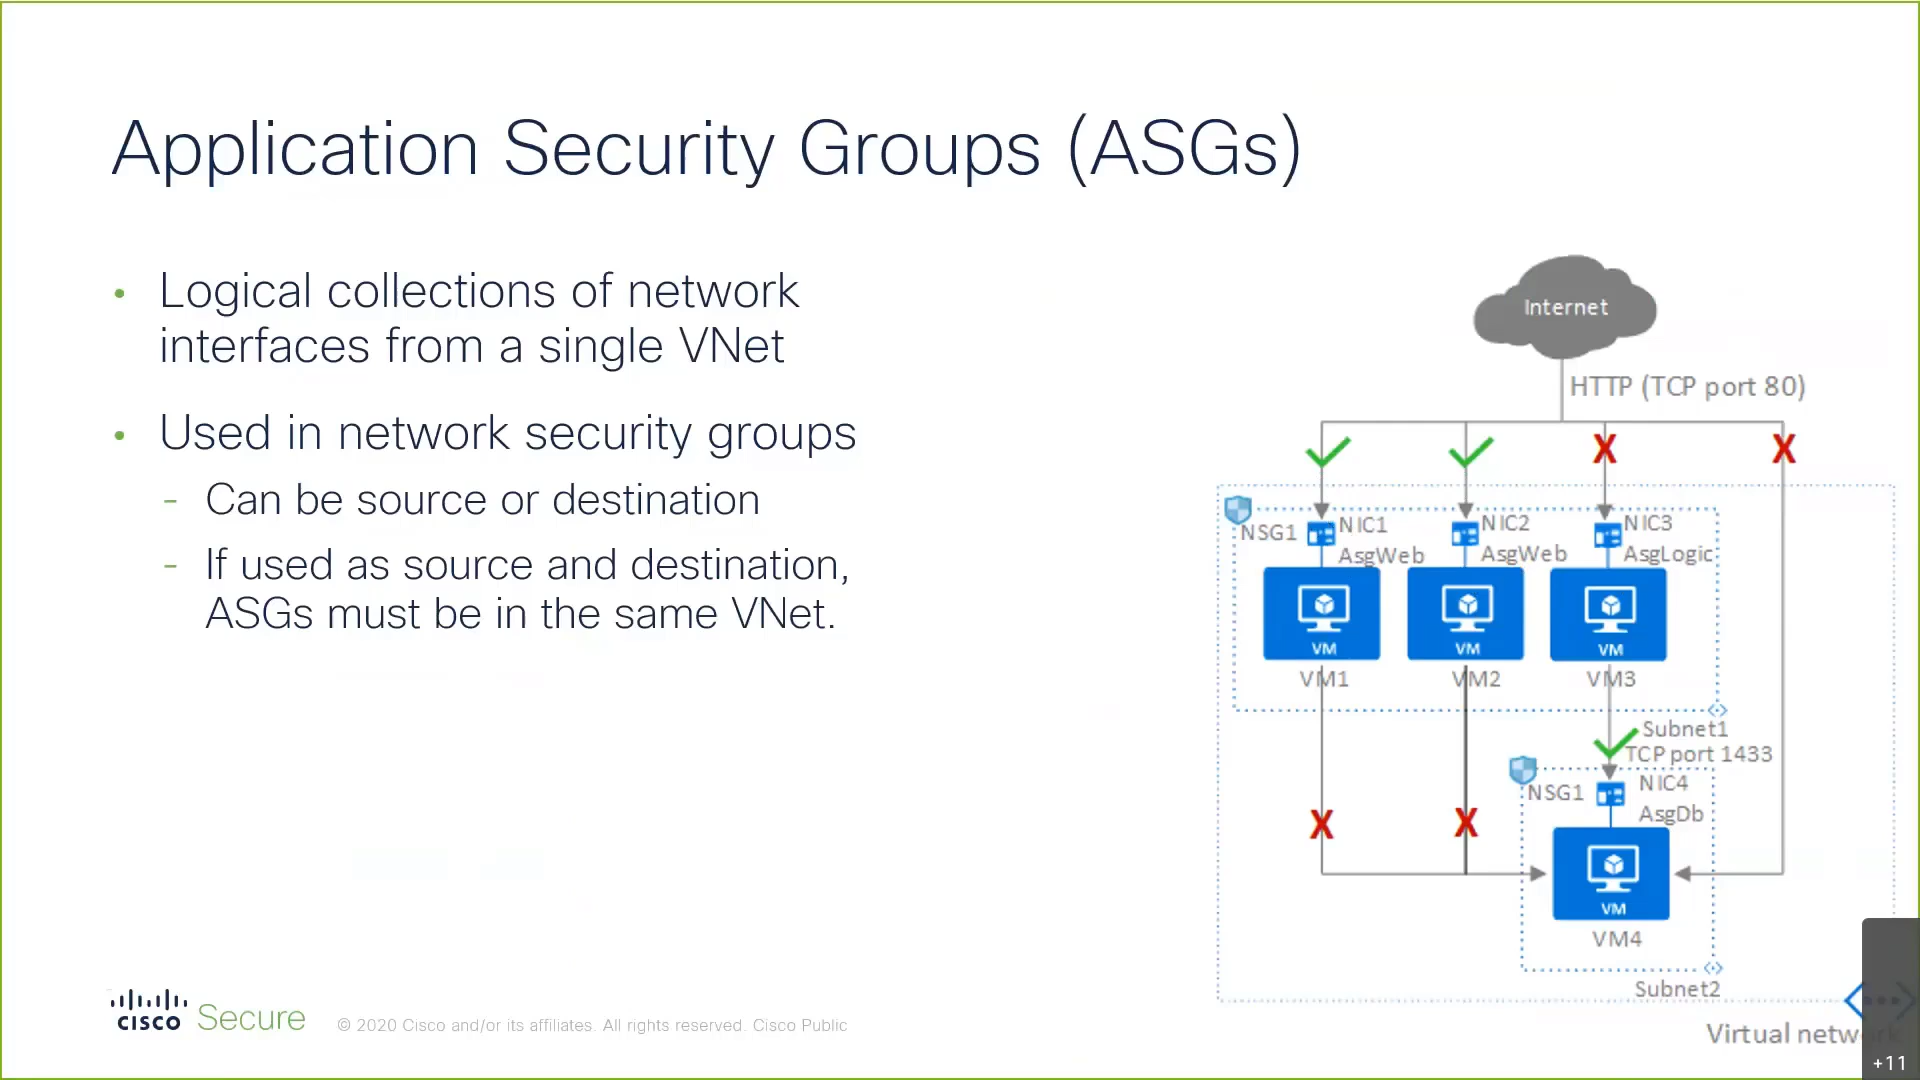 Application Security Groups (ASGs)
• Logical collections of network
interfaces from a single VNet
• Used in network security groups
- Can be source or destination
- If used as source and destination,
ASGs must be in the same VNet.
Internet
HTTP (TCP port 80)
X X
NSG1
NIC1
AsgWeb
NIC2
AsgWeb
NIC3
AsgLogic
VM VM VM
VM1 VM2 VM3
Subnet1
TCP port 1433
NSG1
NIC4
AsgDb
X X
VM
VM4
Subnet2
Virtual network
+11
CISCO Secure
© 2020 Cisco and/or its affiliates. All rights reserved. Cisco Public